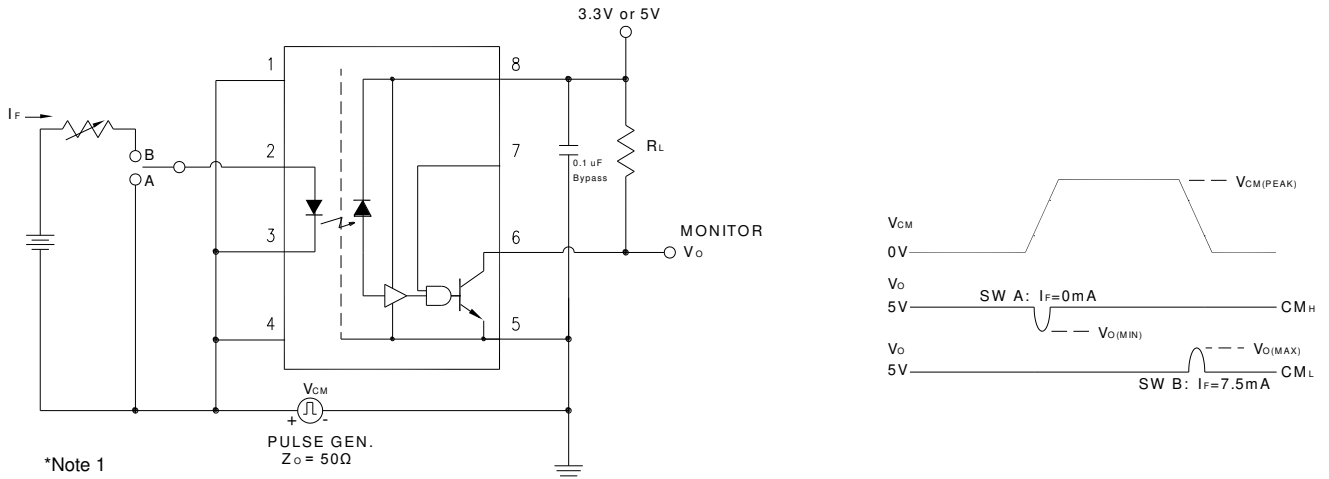 3.3V or 5V
1
8
IF
B
2
7
RL
A
0.1 uF
Bypass
VCM(PEAK)
VCM
MONITOR
3
6
VO
0V
VO
SW A: IF=0mA
5V
CMH
4
5
VO(MIN)
VO
VO(MAX)
5V
CML
SW B: IF=7.5mA
VCM
+
-
PULSE GEN.
ZO = 50Ω
*Note 1